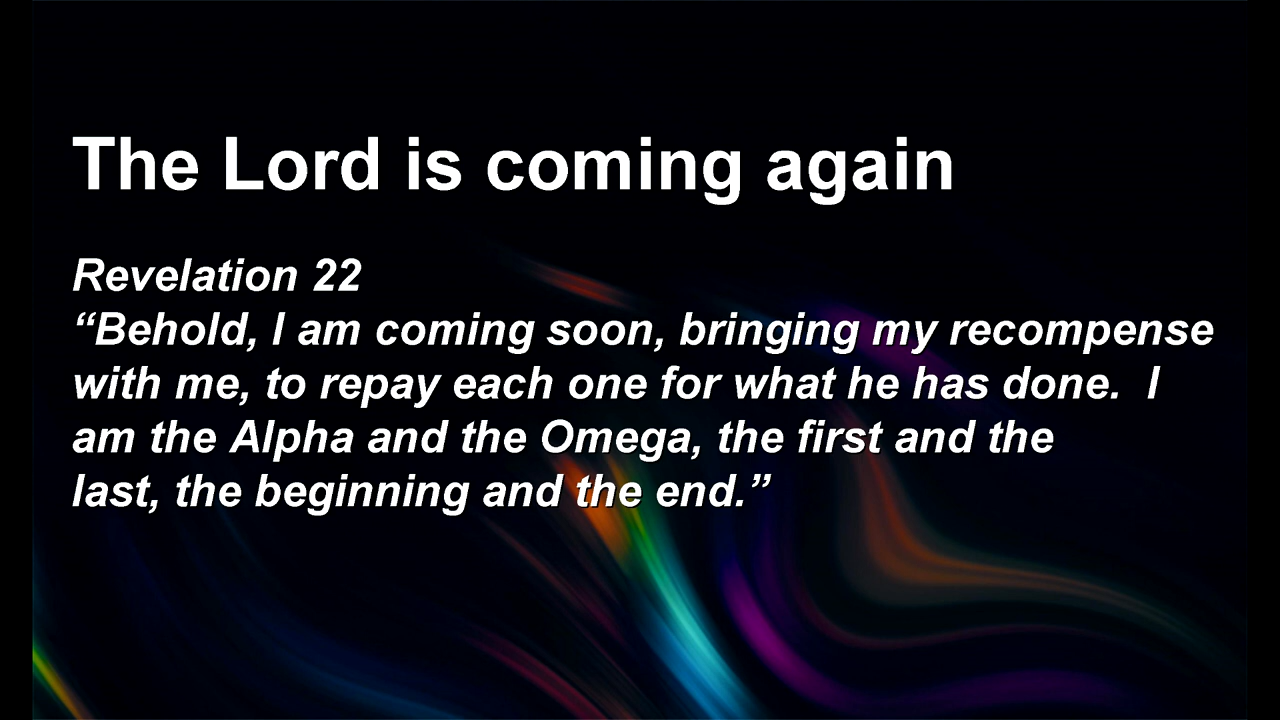 The Lord is coming again
Revelation 22
“Behold, I am coming soon, bringing my recompense
with me, to repay each one for what he has done.  I
am the Alpha and the Omega, the first and the
last, the beginning and the end.”